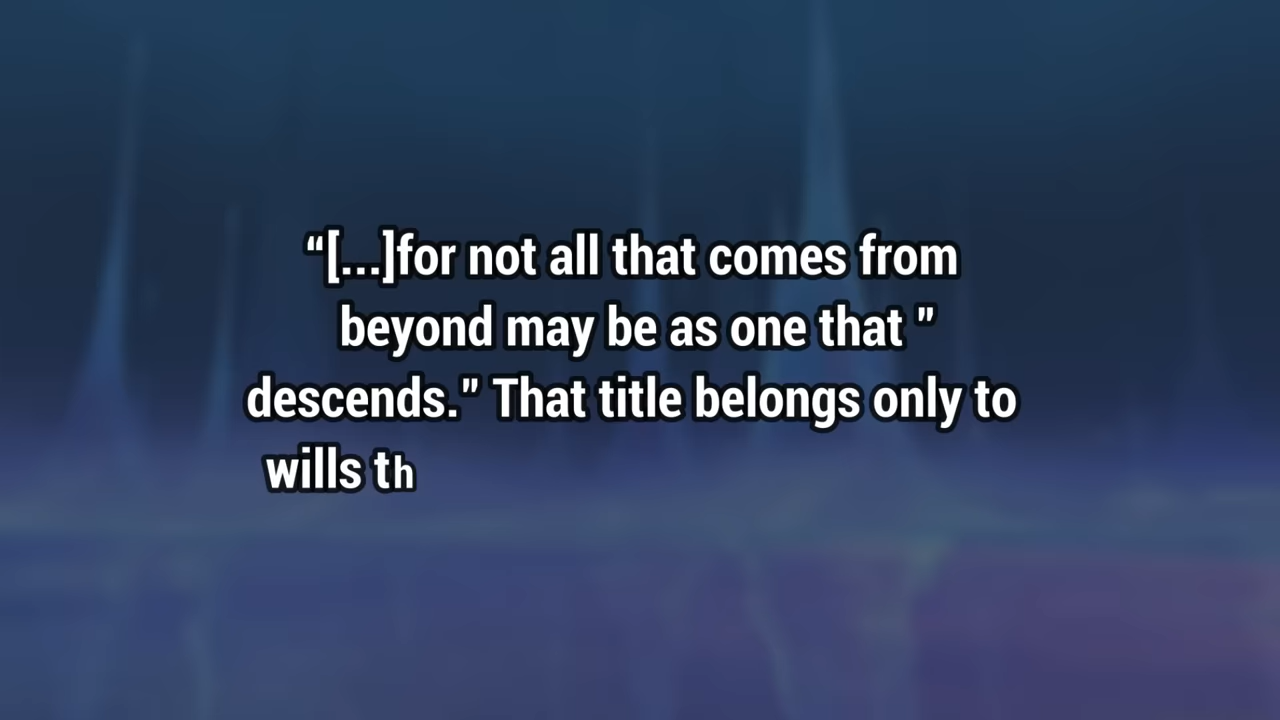 “[...]for not all that comes from
beyond may be as one that ”
descends.” That title belongs only to
wills th